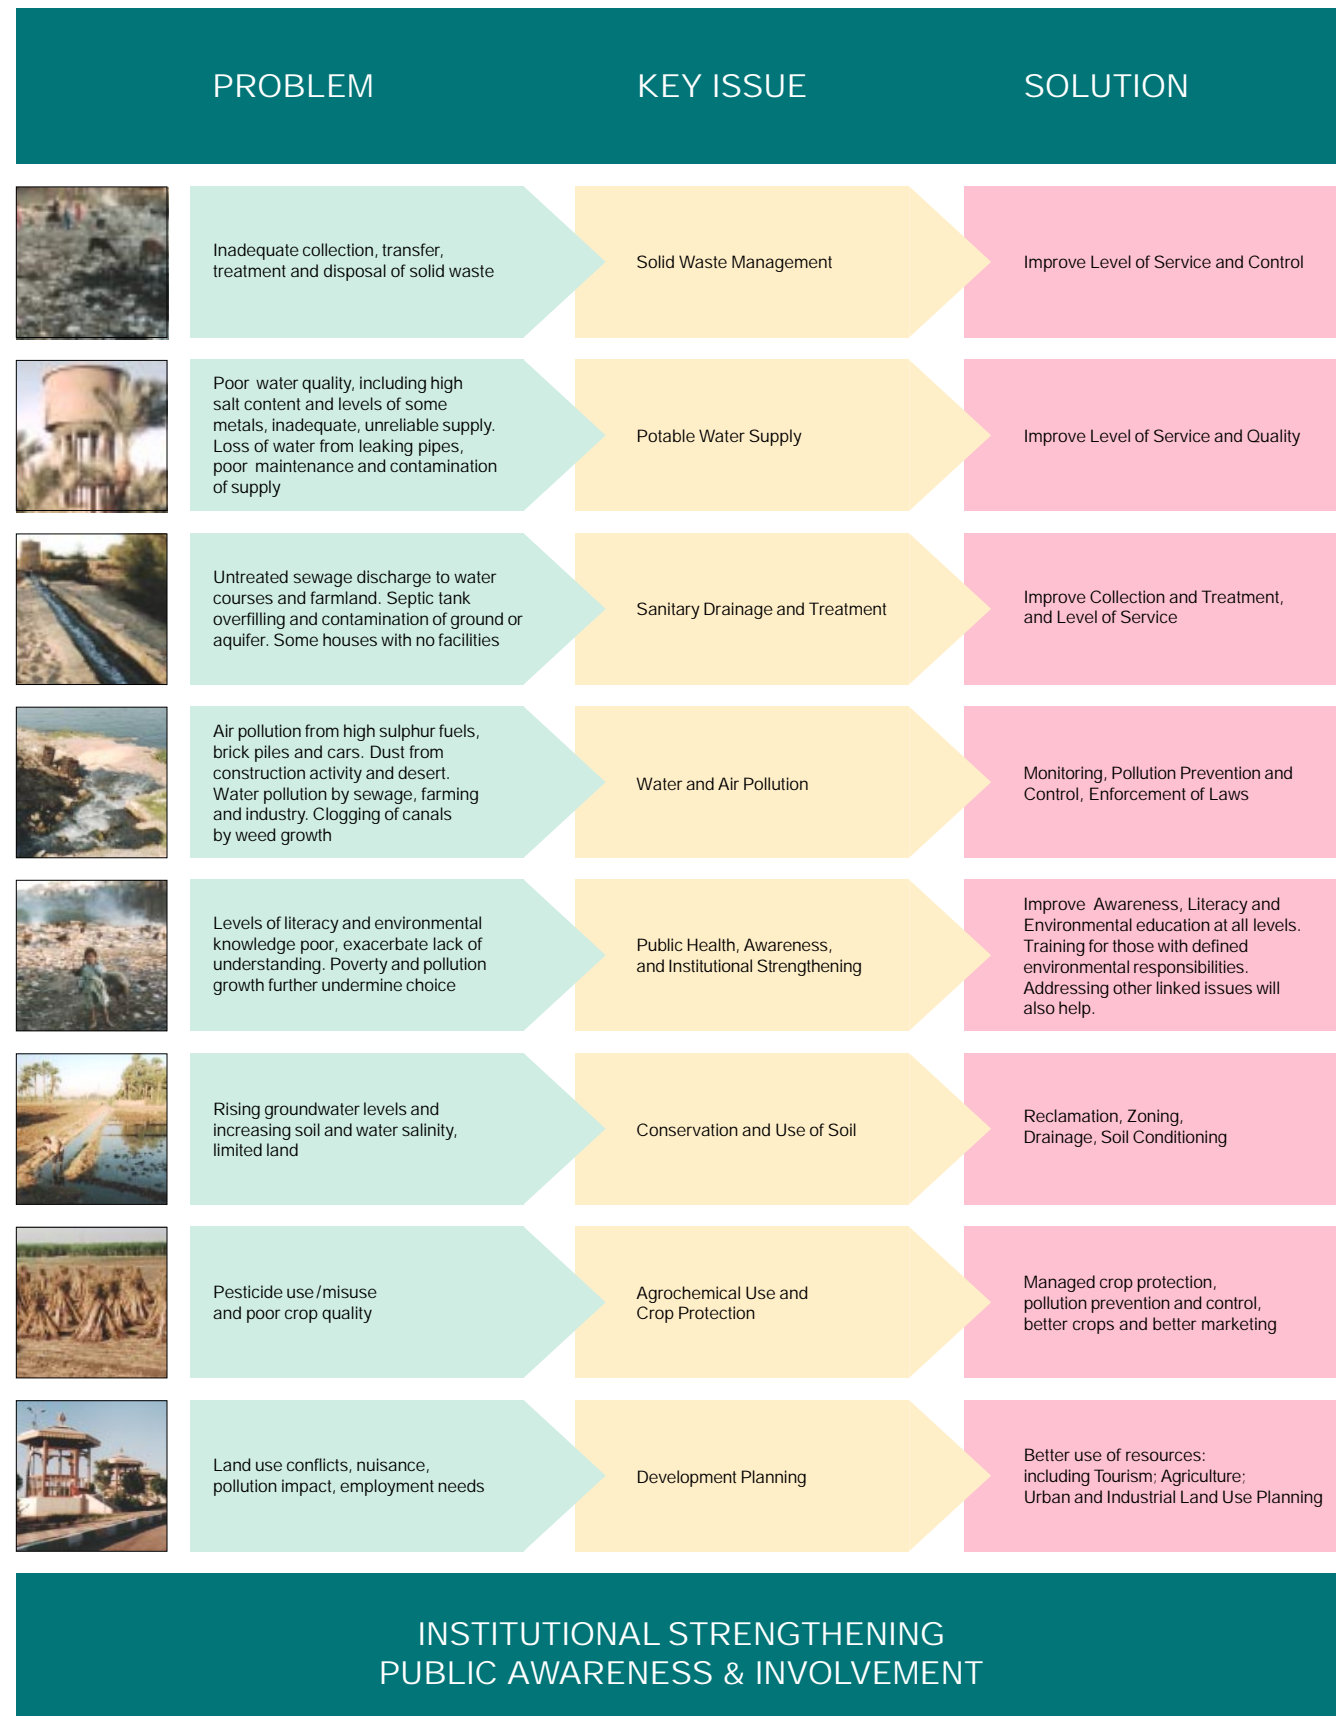 PROBLEM
KEY ISSUE
SOLUTION
Inadequate collection, transfer,
treatment and disposal of solid waste
Solid Waste Management
Improve Level of Service and Control
Poor water quality, including high
salt content and levels of some
metals, inadequate, unreliable supply.
Loss of water from leaking pipes,
poor maintenance and contamination
of supply
Potable Water Supply
Improve Level of Service and Quality
Untreated sewage discharge to water
courses and farmland. Septic tank
overfilling and contamination of ground or
aquifer. Some houses with no facilities
Sanitary Drainage and Treatment
Improve Collection and Treatment,
and Level of Service
Air pollution from high sulphur fuels,
brick piles and cars. Dust from
construction activity and desert.
Water pollution by sewage, farming
and industry. Clogging of canals
by weed growth
Water and Air Pollution
Monitoring, Pollution Prevention and
Control, Enforcement of Laws
Levels of literacy and environmental
knowledge poor, exacerbate lack of
understanding. Poverty and pollution
growth further undermine choice
Public Health, Awareness,
and Institutional Strengthening
Improve Awareness, Literacy and
Environmental education at all levels.
Training for those with defined
environmental responsibilities.
Addressing other linked issues will
also help.
Rising groundwater levels and
increasing soil and water salinity,
limited land
Conservation and Use of Soil
Reclamation, Zoning,
Drainage, Soil Conditioning
Pesticide use/misuse
and poor crop quality
Agrochemical Use and
Crop Protection
Managed crop protection,
pollution prevention and control,
better crops and better marketing
Land use conflicts, nuisance,
pollution impact, employment needs
Development Planning
Better use of resources:
including Tourism; Agriculture;
Urban and Industrial Land Use Planning
INSTITUTIONAL STRENGTHENING
PUBLIC AWARENESS & INVOLVEMENT